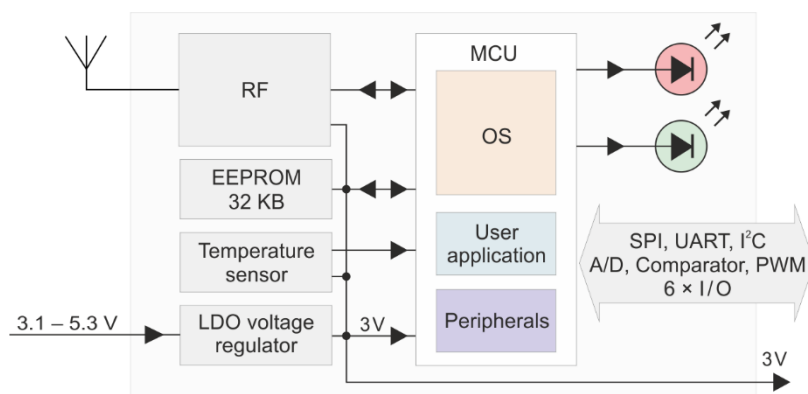 RF
MCU
OS
EEPROM
32 KB
User
application
Temperature
sensor
SPI, UART, I²C
A/D, Comparator, PWM
6 × I/O
3.1 – 5.3 V
LDO voltage
regulator
3V
Peripherals
3V